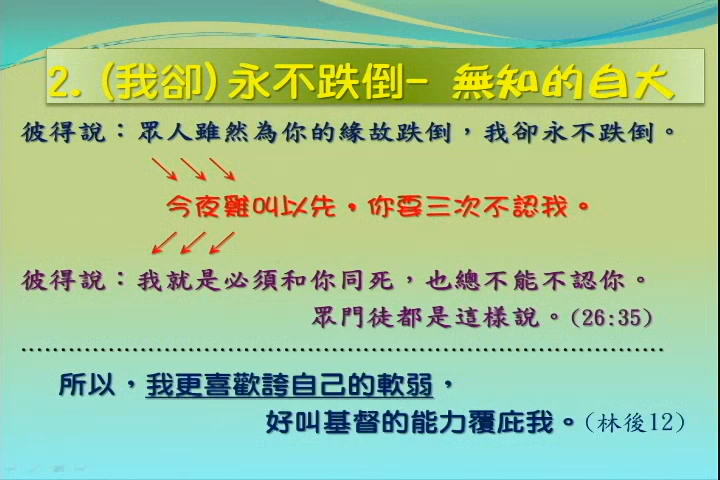 2.(我卻)永不跌倒- 無知的自大
彼得說：眾人雖然為你的緣故跌倒，我卻永不跌倒。
今夜雞叫以先，你要三次不認我。
彼得說：我就是必須和你同死，也總不能不認你。
眾門徒都是這樣說。(26:35)
所以，我更喜歡誇自己的軟弱，
好叫基督的能力覆庇我。(林後12)